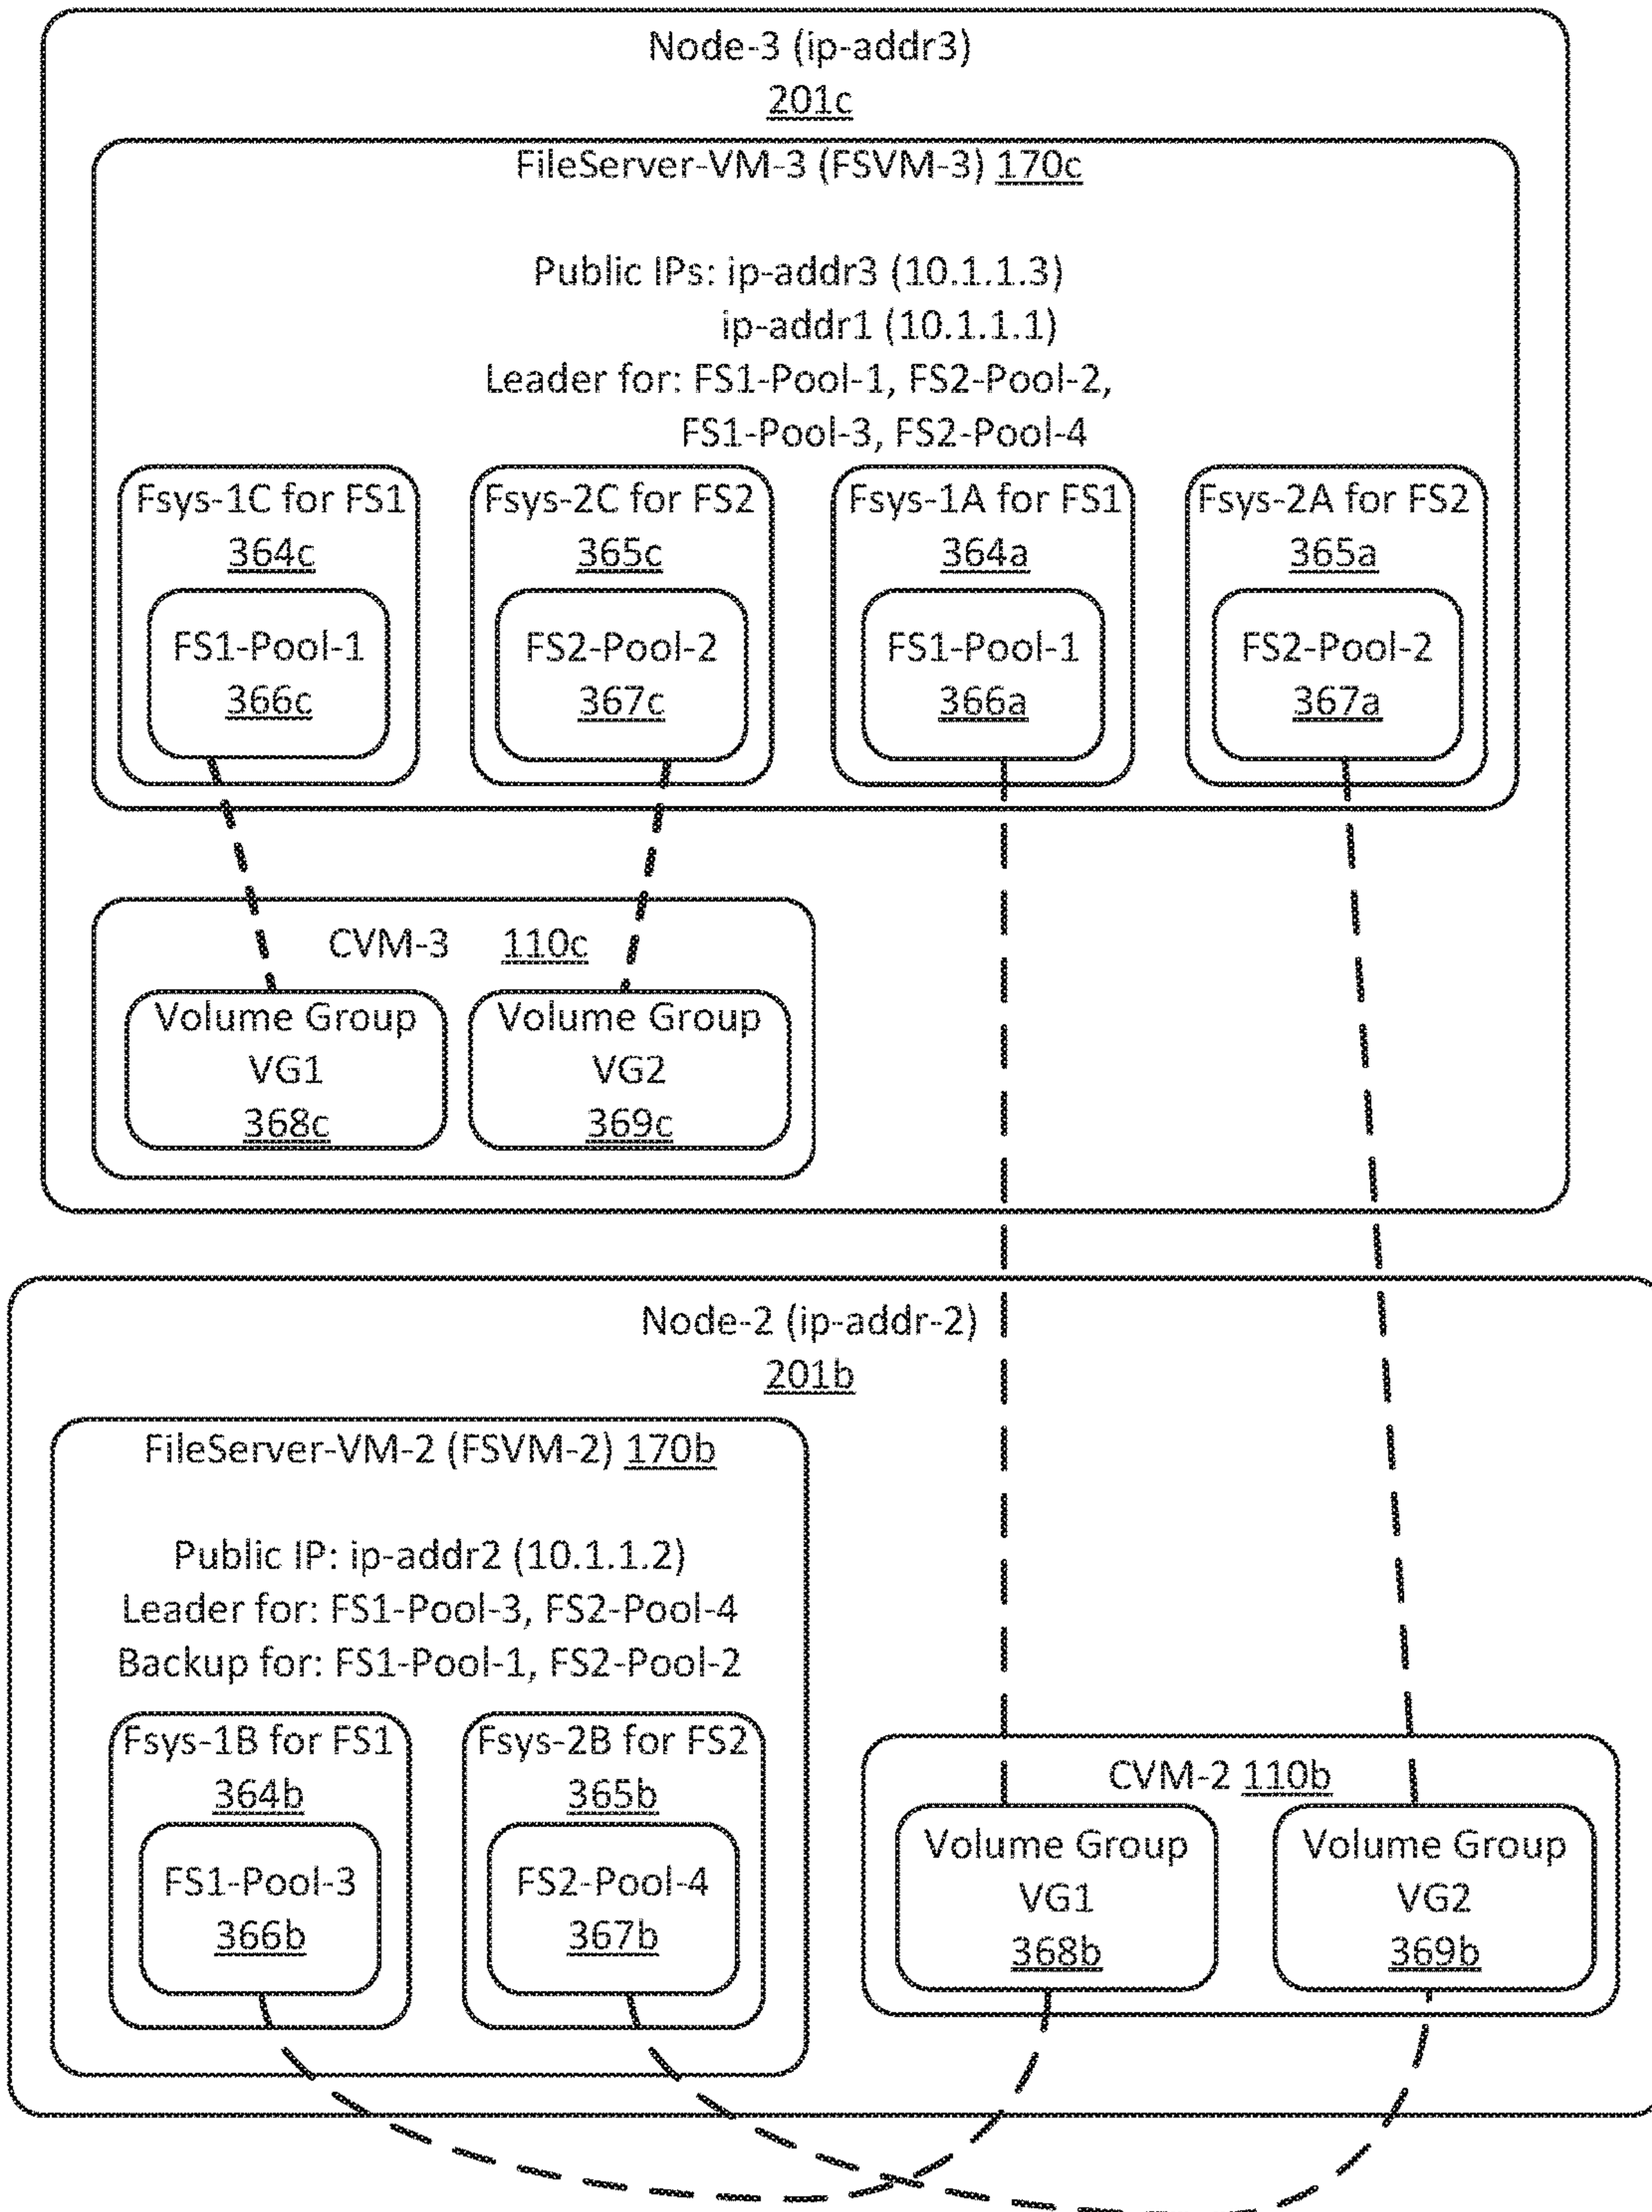 Node-3 (ip-addr3)
201c
FileServer-VM-3 (FSVM-3) 170c
Public IPs: ip-addr3 (10.1.1.3)
ip-addr1 (10.1.1.1)
Leader for: FS1-Pool-1, FS2-Pool-2,
FS1-Pool-3, FS2-Pool-4
Fsys-1C for FS1
364c
FS1-Pool-1
366c
Fsys-2C for FS2
365c
FS2-Pool-2
367c
Fsys-1A for FS1
364a
FS1-Pool-1
366a
Fsys-2A for FS2
365a
FS2-Pool-2
367a
CVM-3 110c
Volume Group
VG1
368c
Volume Group
VG2
369c
Node-2 (ip-addr-2)
201b
FileServer-VM-2 (FSVM-2) 170b
Public IP: ip-addr2 (10.1.1.2)
Leader for: FS1-Pool-3, FS2-Pool-4
Backup for: FS1-Pool-1, FS2-Pool-2
Fsys-1B for FS1
364b
FS1-Pool-3
366b
Fsys-2B for FS2
365b
FS2-Pool-4
367b
CVM-2 110b
Volume Group
VG1
368b
Volume Group
VG2
369b